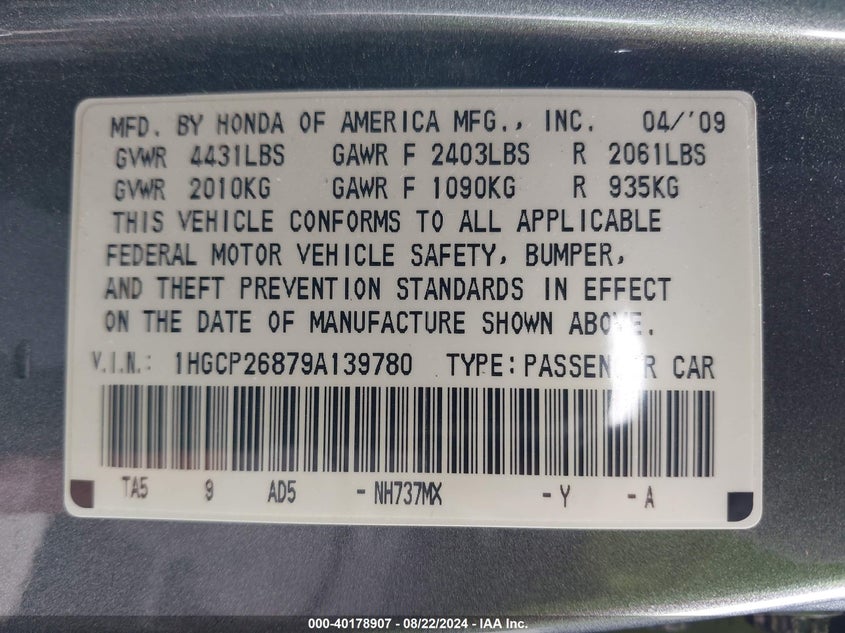 MFD. BY HONDA OF AMERICA MFG., INC. 04/'09
GVWR 4431LBS GAWR F 2403LBS R 2061LBS
GVWR 2010KG GAWR F 1090KG R 935KG
THIS VEHICLE CONFORMS TO ALL APPLICABLE
FEDERAL MOTOR VEHICLE SAFETY, BUMPER,
AND THEFT PREVENTION STANDARDS IN EFFECT
ON THE DATE OF MANUFACTURE SHOWN ABOVE.
V.I.N.: 1HGCP26879A139780 TYPE: PASSENGER CAR
TA5 9 AD5 - NH737MX - Y - A
000-40178907 - 08/22/2024 - IAA Inc.